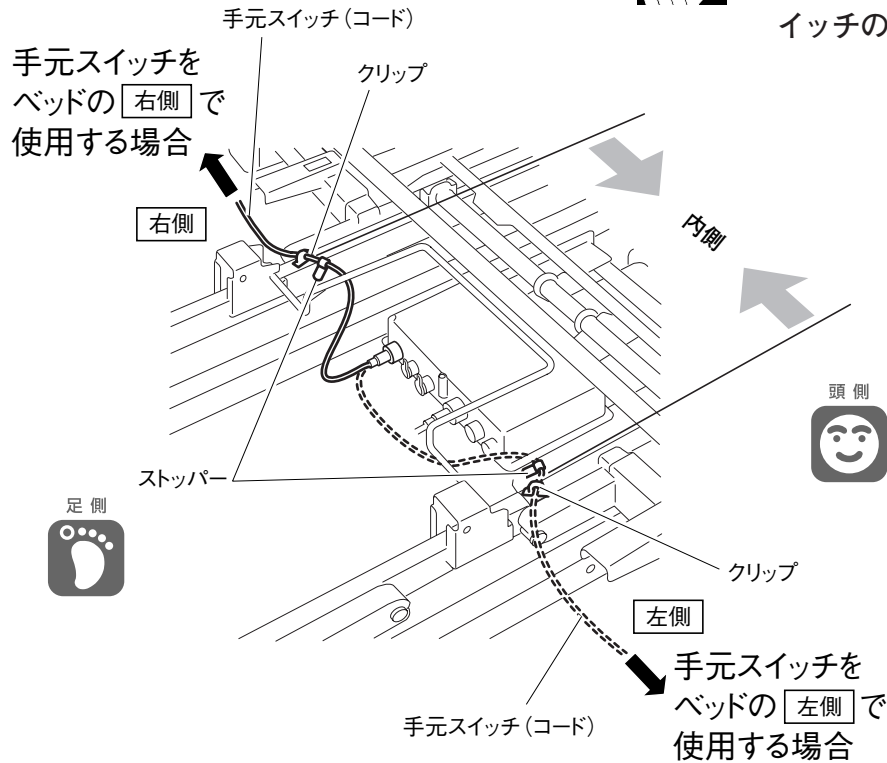 イッチの
手元スイッチ（コード）
手元スイッチを
ベッドの 右側 で
使用する場合
クリップ
右側
内側
頭側
ストッパー
足側
クリップ
左側
手元スイッチを
ベッドの 左側 で
使用する場合
手元スイッチ（コード）